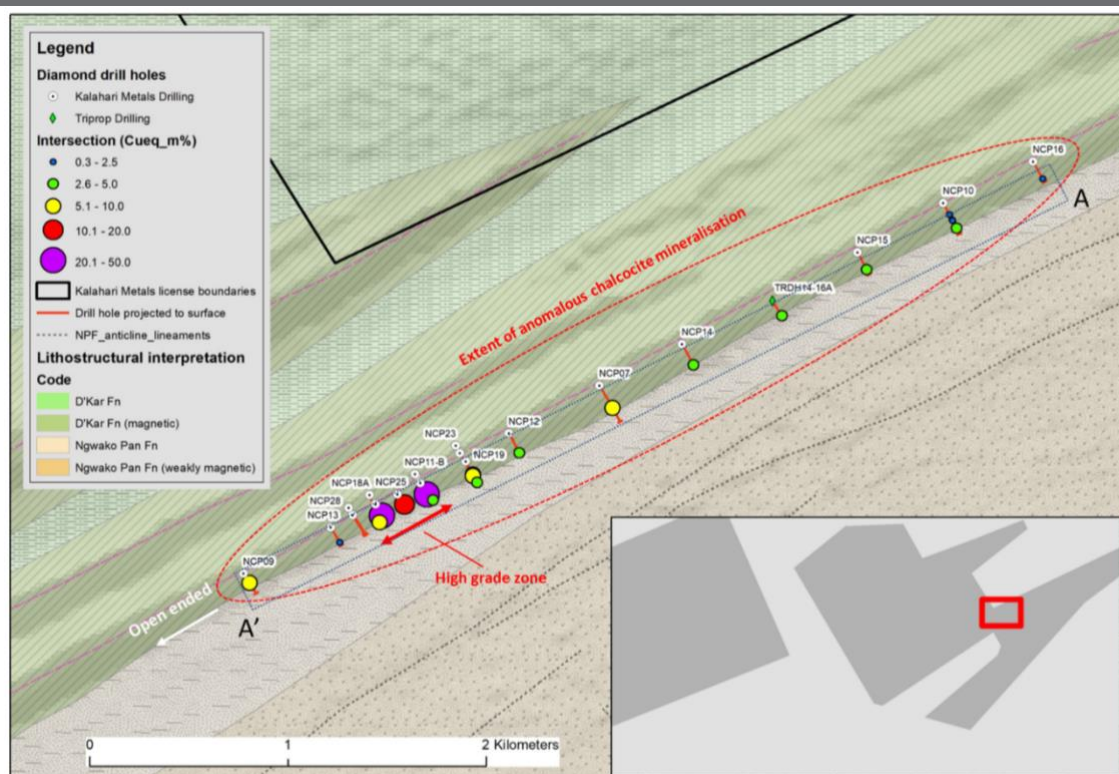 Legend
Diamond drill holes
Kalahari Metals Drilling
Triprop Drilling
Intersection (Cueq_m%)
0.3 - 2.5
2.6 - 5.0
5.1 - 10.0
10.1 - 20.0
20.1 - 50.0
Kalahari Metals license boundaries
Drill hole projected to surface
NPF_anticline_lineaments
Lithostructural interpretation
Code
D'Kar Fn
D'Kar Fn (magnetic)
Ngwako Pan Fn
Ngwako Pan Fn (weakly magnetic)
Extent of anomalous chalcocite mineralisation
NCP16
A
NCP10
NCP15
TRDH14-16A
NCP14
NCP07
NCP12
NCP23
NCP19
NCP11-B
NCP25
NCP18A
NCP28
NCP13
NCP09
High grade zone
Open ended
A'
0 1 2 Kilometers